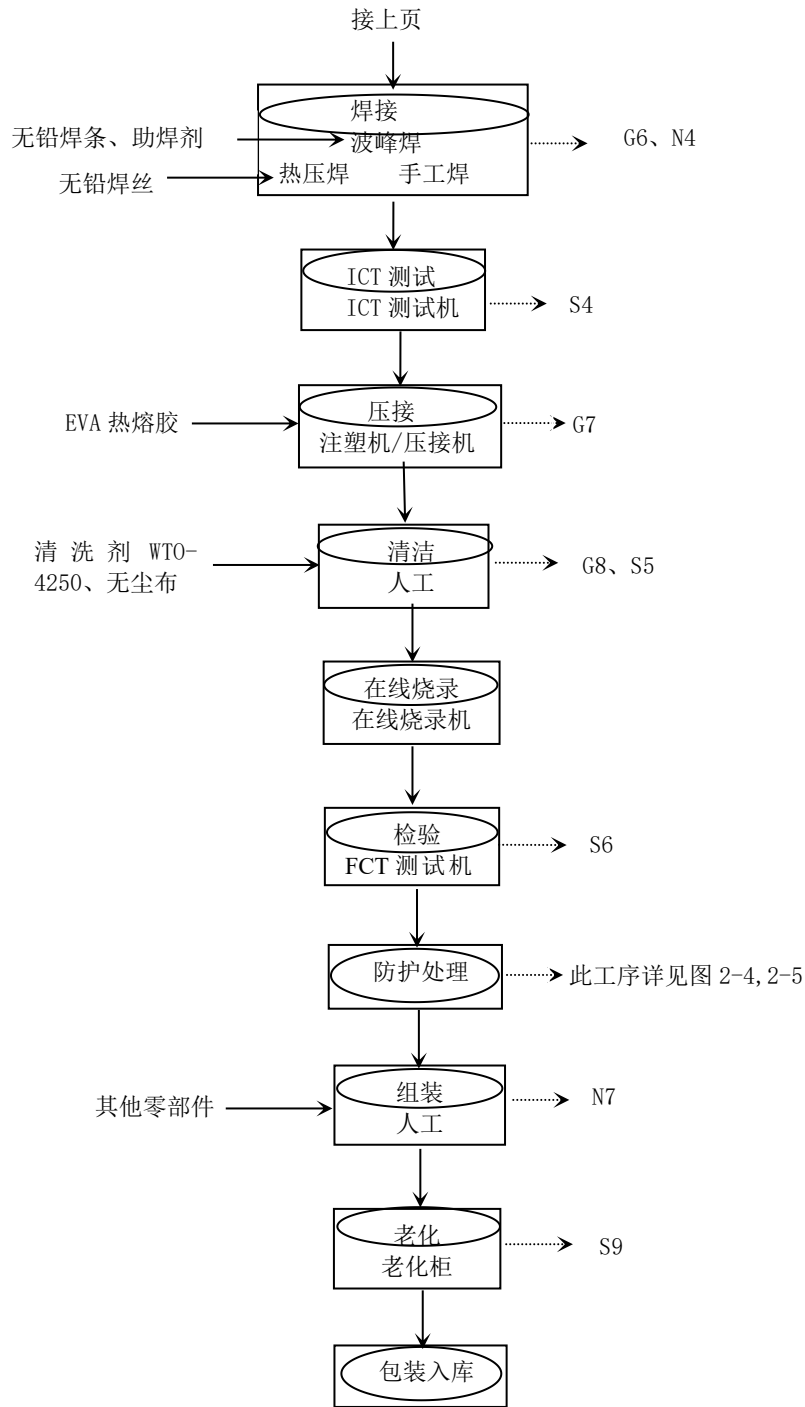 接上页
焊接
无铅焊条、助焊剂
波峰焊
G6、N4
无铅焊丝
热压焊 手工焊
ICT 测试
ICT 测试机
S4
EVA 热熔胶
压接
G7
注塑机/压接机
清 洗 剂 WTO-
4250、无尘布
清洁
人工
G8、S5
在线烧录
在线烧录机
检验
FCT 测试机
S6
防护处理
此工序详见图 2-4,2-5
其他零部件
组装
人工
N7
老化
老化柜
S9
包装入库